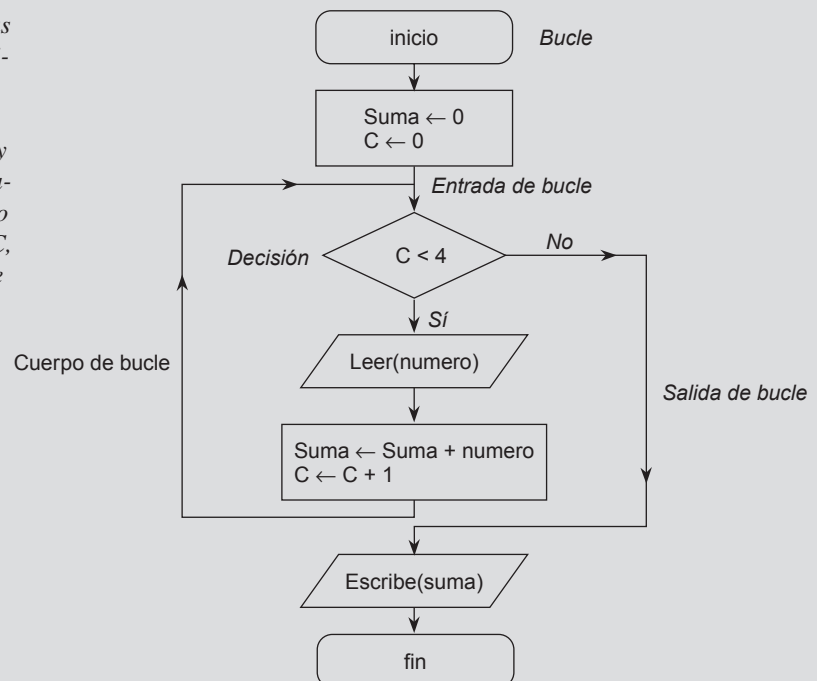 s
-
y
a-
o
C,
e
inicio
Bucle
Suma ← 0
C ← 0
Entrada de bucle
Decisión
C < 4
No
Sí
Leer(numero)
Cuerpo de bucle
Salida de bucle
Suma ← Suma + numero
C ← C + 1
Escribe(suma)
fin